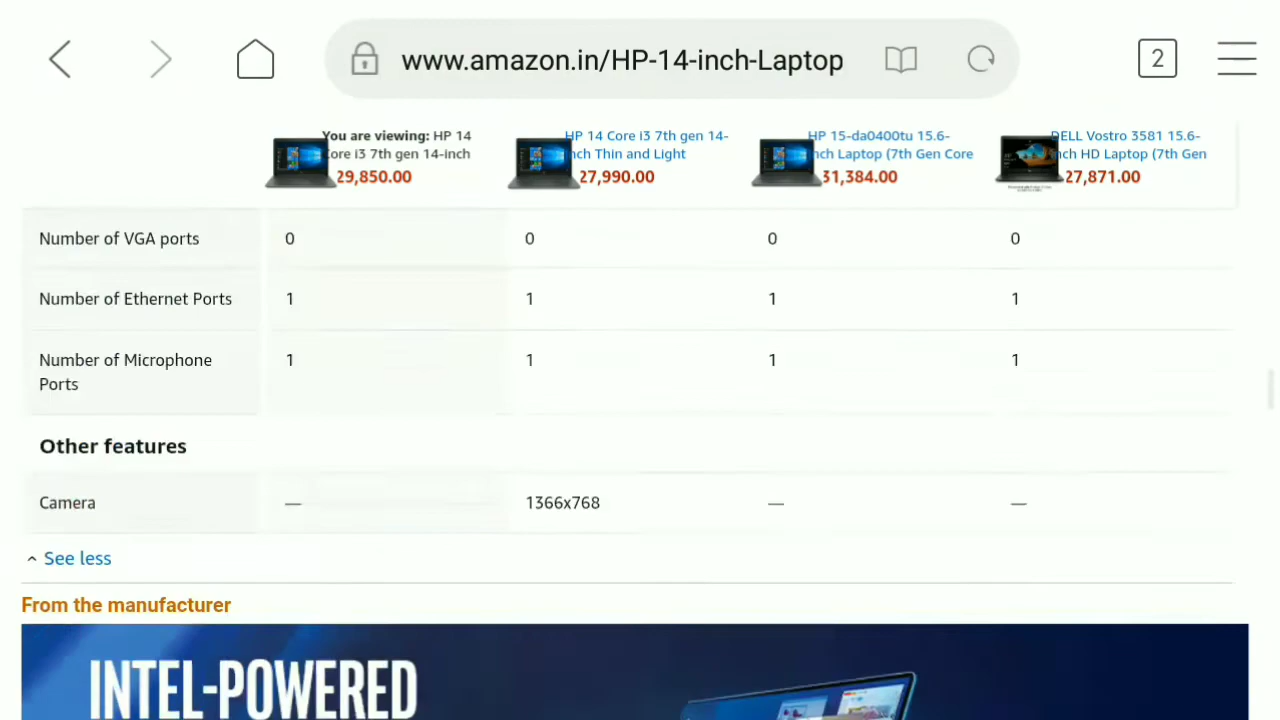 www.amazon.in/HP-14-inch-Laptop
2
You are viewing: HP 14
Core i3 7th gen 14-inch
29,850.00
HP 14 Core i3 7th gen 14-
inch Thin and Light
27,990.00
HP 15-da0400tu 15.6-
inch Laptop (7th Gen Core
31,384.00
DELL Vostro 3581 15.6-
inch HD Laptop (7th Gen
27,871.00
Number of VGA ports 0 0 0 0
Number of Ethernet Ports 1 1 1 1
Number of Microphone 1 1 1 1
Ports
Other features
Camera — 1366x768 — —
See less
From the manufacturer
INTEL-POWERED